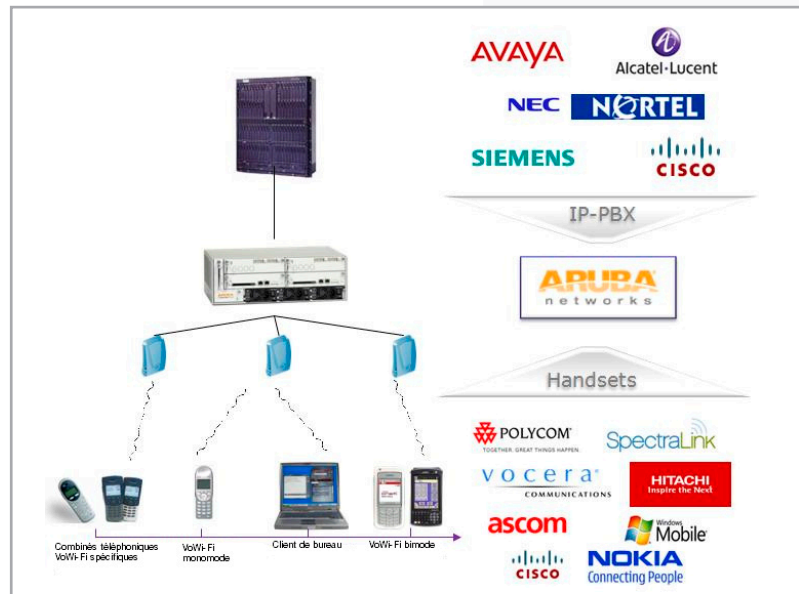 AVAYA
Alcatel·Lucent
NEC
NORTEL
SIEMENS
CISCO
IP-PBX
ARUBA
networks
ARUBA
Handsets
POLYCOM
TOGETHER. GREAT THINGS HAPPEN.
SpectraLink
vocera
COMMUNICATIONS
HITACHI
Inspire the Next
ascom
Windows
Mobile
CISCO
NOKIA
Connecting People
Combinés téléphoniques
VoWi-Fi spécifiques
VoWi-Fi
monomode
Client de bureau
VoWi-Fi bimode